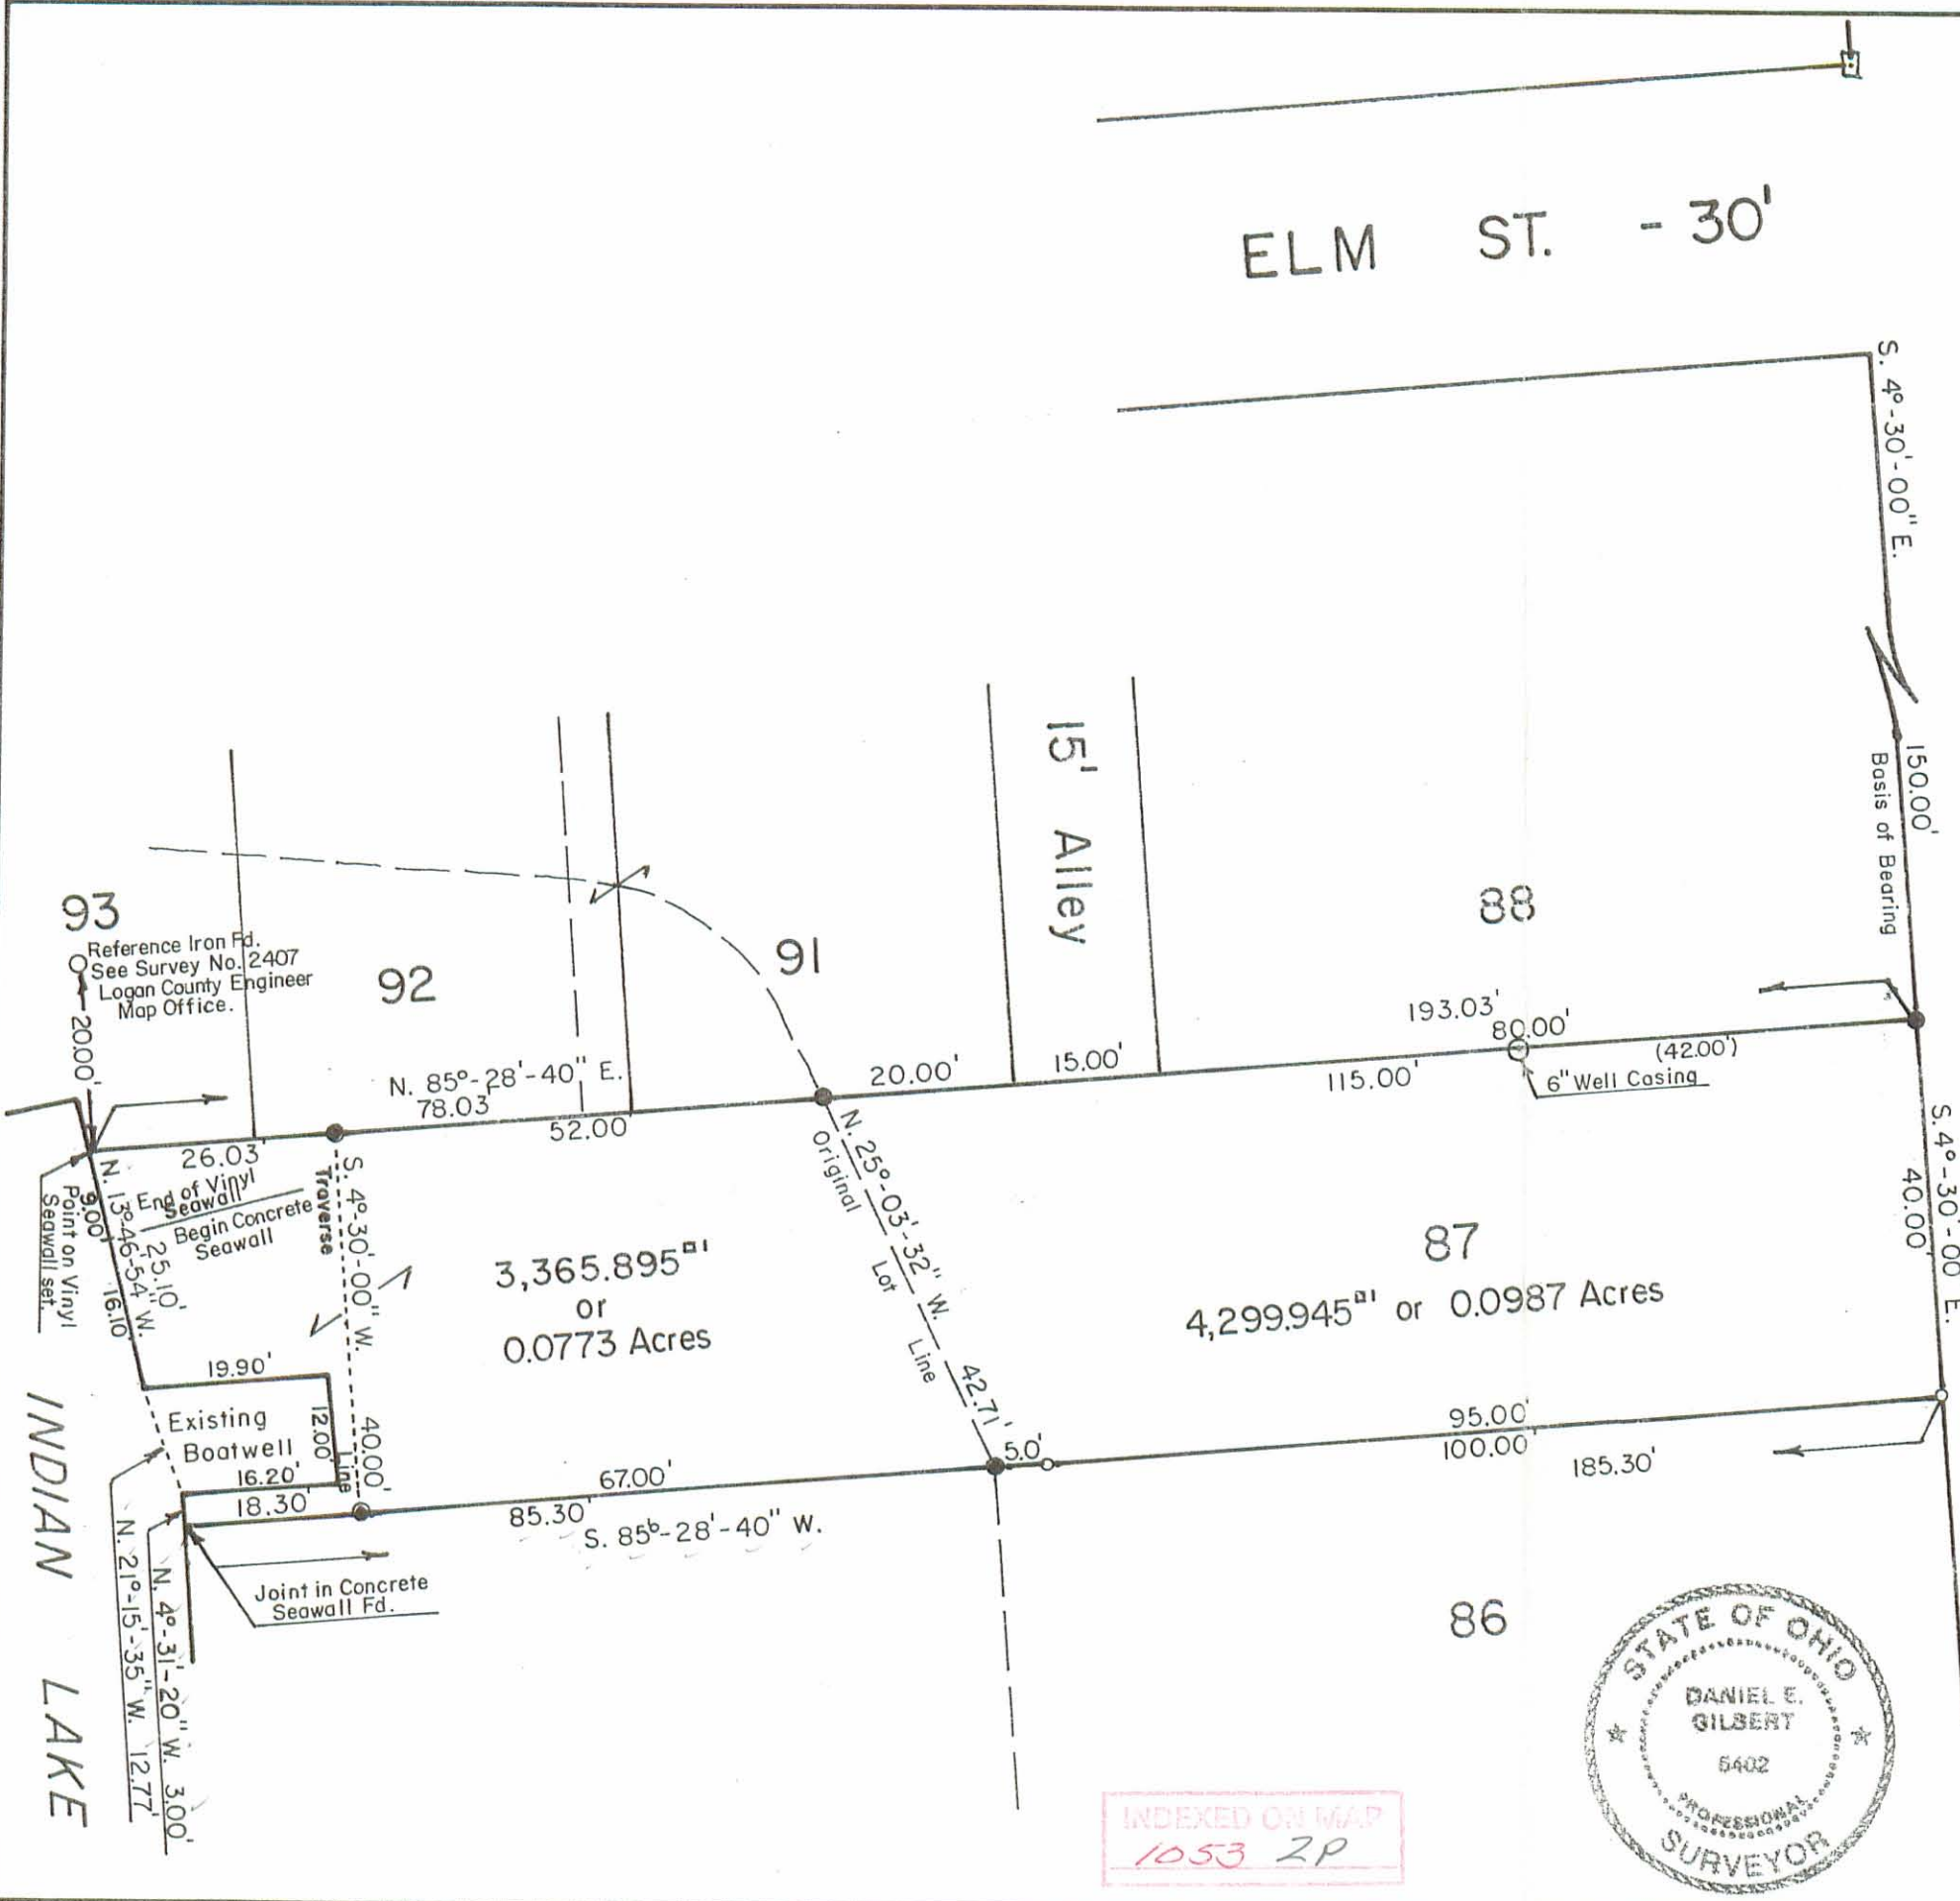 ELM ST. - 30'
S. 4°-30'-00" E.
150.00'
Basis of Bearing
15' Alley
88
91
92
93
Reference Iron Fd.
See Survey No. 2407
Logan County Engineer
Map Office.
20.00'
N. 85°-28'-40" E.
78.03'
52.00'
26.03'
20.00'
15.00'
193.03'
80.00'
(42.00')
115.00'
6" Well Casing
S. 4°-30'-00 E.
40.00'
N. 25°-03'-32" W.
42.71'
Original Lot Line
End of Vinyl
Seawall
Begin Concrete
Seawall
N. 13°-46'-54" W.
25.10'
9.00'
16.10'
Point on Vinyl
Seawall set.
S. 4°-30'-00" W.
40.00'
Traverse Line
3,365.895□'
or
0.0773 Acres
87
4,299.945□' or 0.0987 Acres
19.90'
12.00'
Existing
Boatwell
16.20'
18.30'
67.00'
85.30'
S. 85°-28'-40" W.
5.0'
95.00'
100.00'
185.30'
Joint in Concrete
Seawall Fd.
N. 4°-31'-20" W. 3.00'
N. 21°-15'-35" W. 12.77'
INDIAN LAKE
86
STATE OF OHIO
DANIEL E.
GILBERT
5402
PROFESSIONAL
SURVEYOR
INDEXED ON MAP
1053 2P